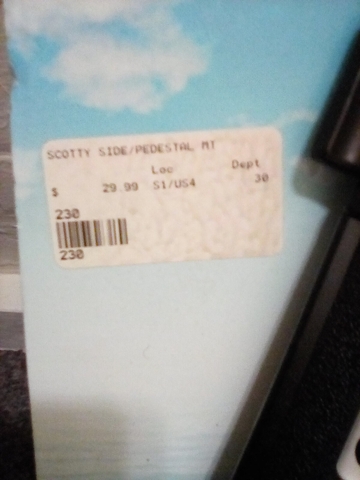 SCOTTY SIDE/PEDESTAL MT
Loc Dept
$ 29.99 S1/US4 30
230
230